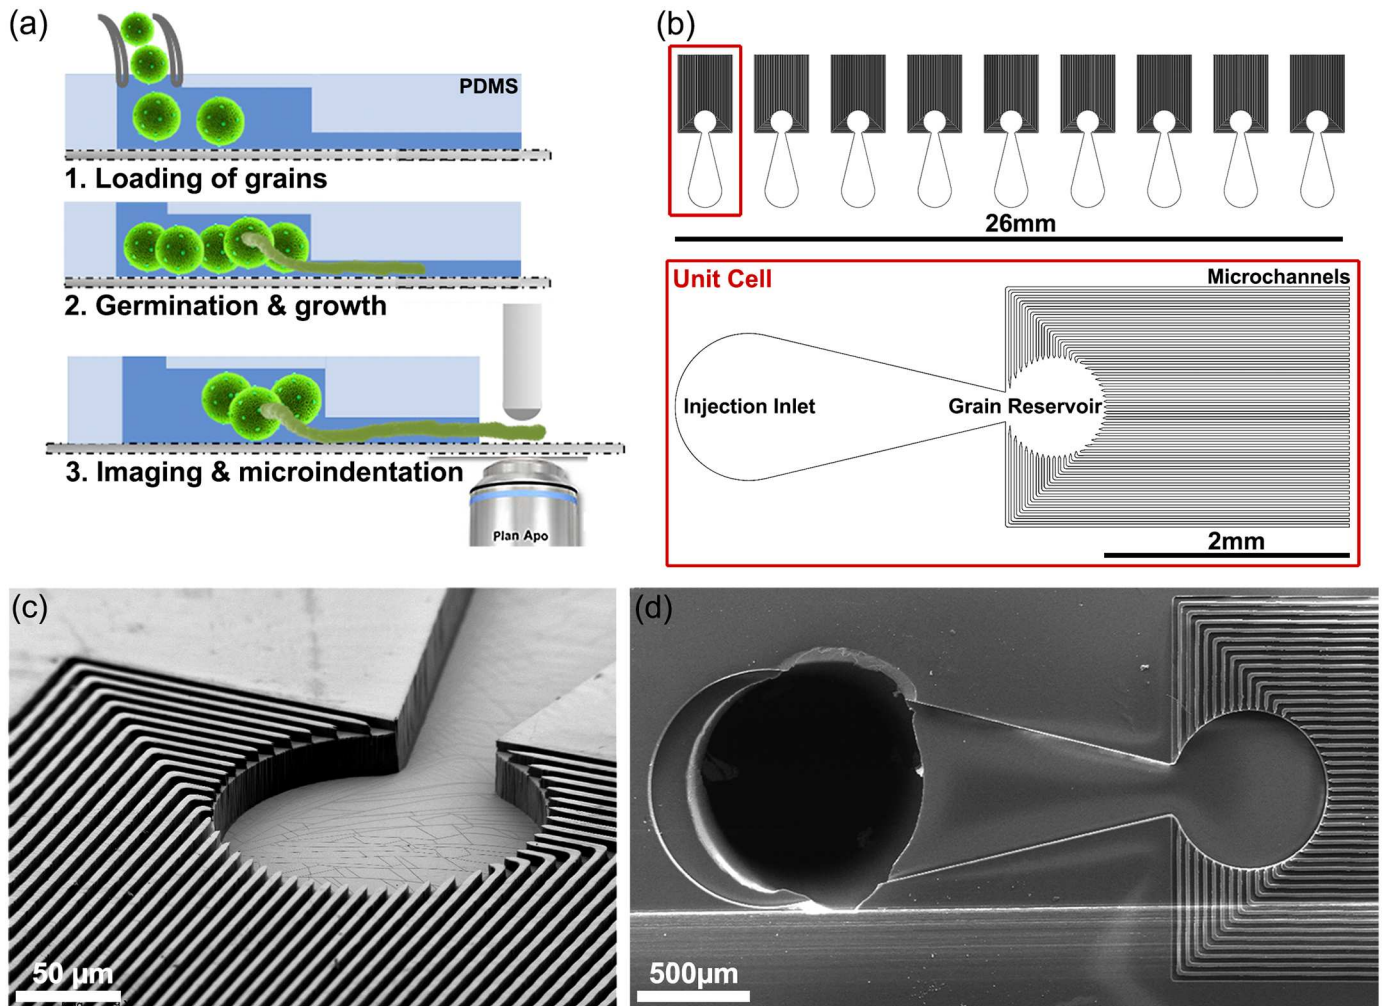 (a)
PDMS
1. Loading of grains
2. Germination & growth
3. Imaging & microindentation
Plan Apo
(b)
26mm
Unit Cell
Microchannels
Injection Inlet
Grain Reservoir
2mm
(c)
50 µm
(d)
500µm